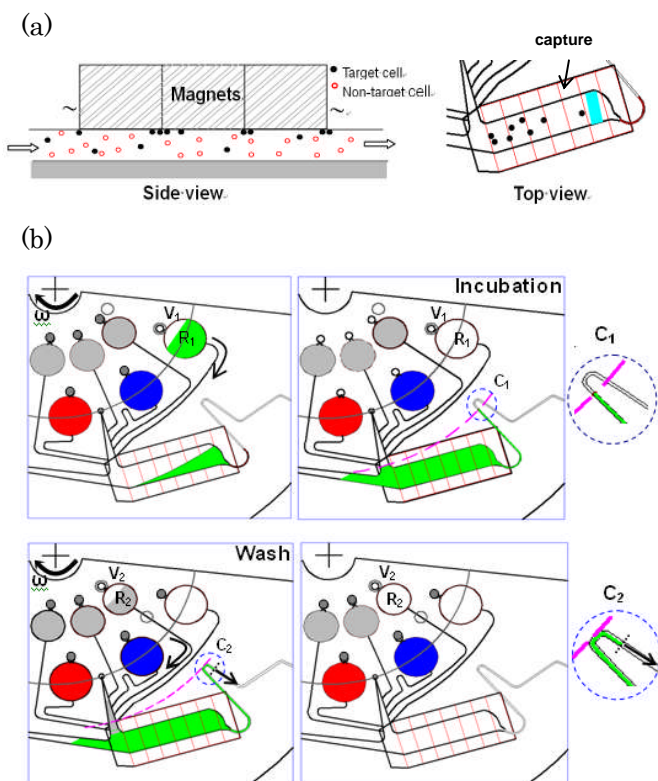 (a)
capture
Magnets
Target cell
Non-target cell
~
~
Side view
Top view
(b)
Incubation
V1
R1
ω
V1
R1
C1
C1
Wash
V2
R2
ω
C2
V2
R2
C2